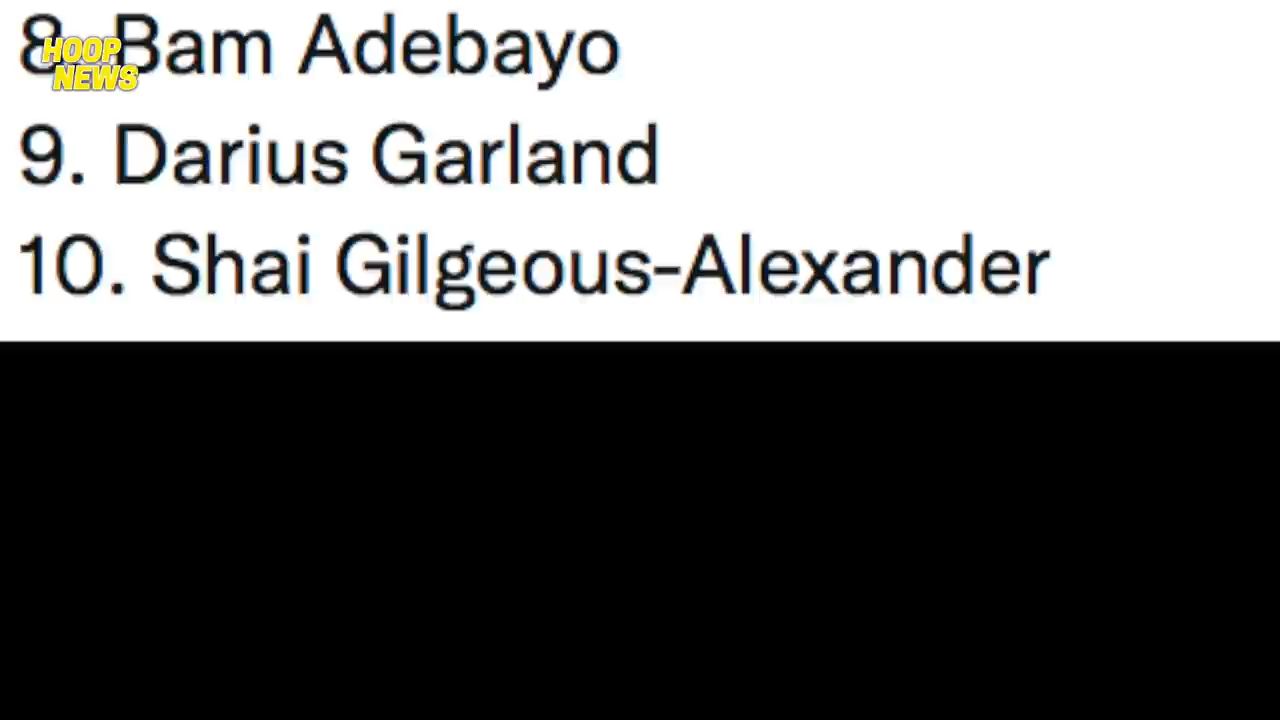 8. Bam Adebayo
HOOP
NEWS
9. Darius Garland
10. Shai Gilgeous-Alexander